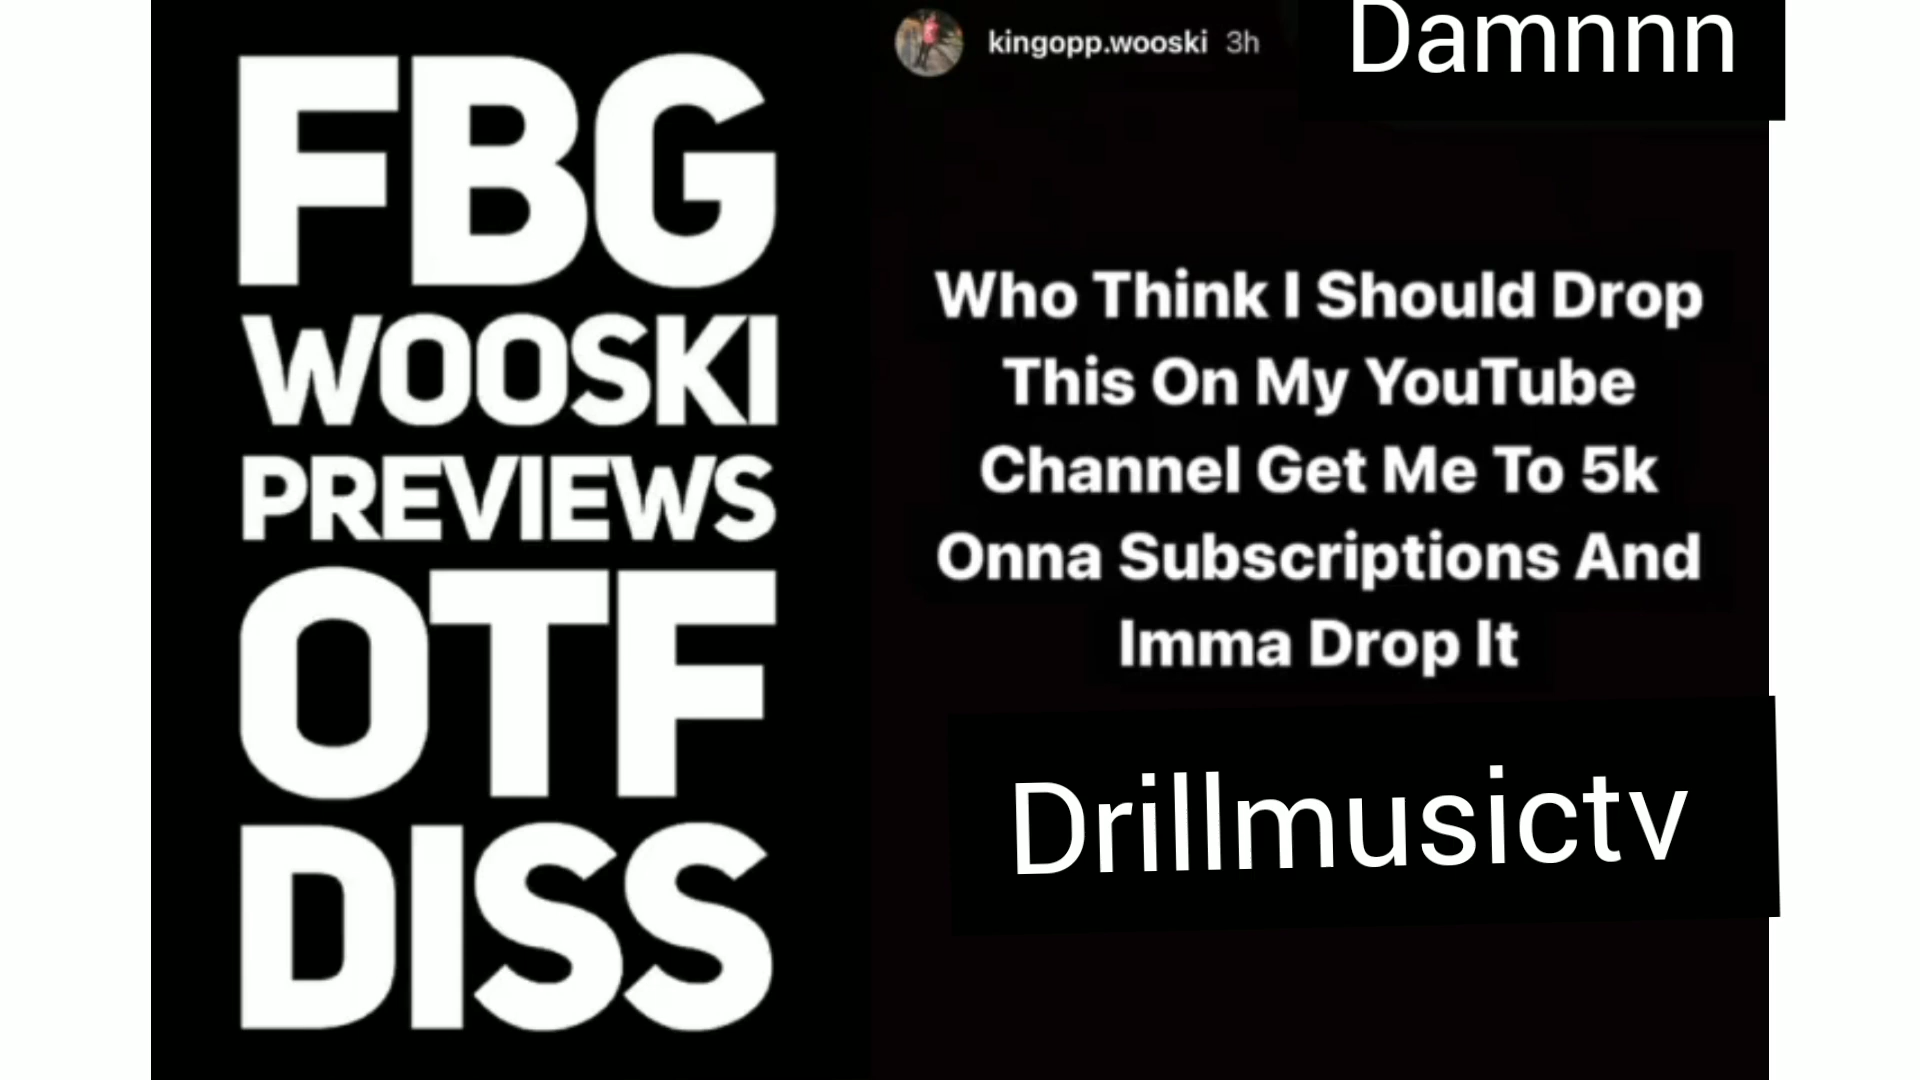 FBG
WOOSKI
PREVIEWS
OTF
DISS
kingopp.wooski 3h
Damnnn
Who Think I Should Drop
This On My YouTube
Channel Get Me To 5k
Onna Subscriptions And
Imma Drop It
Drillmusictv